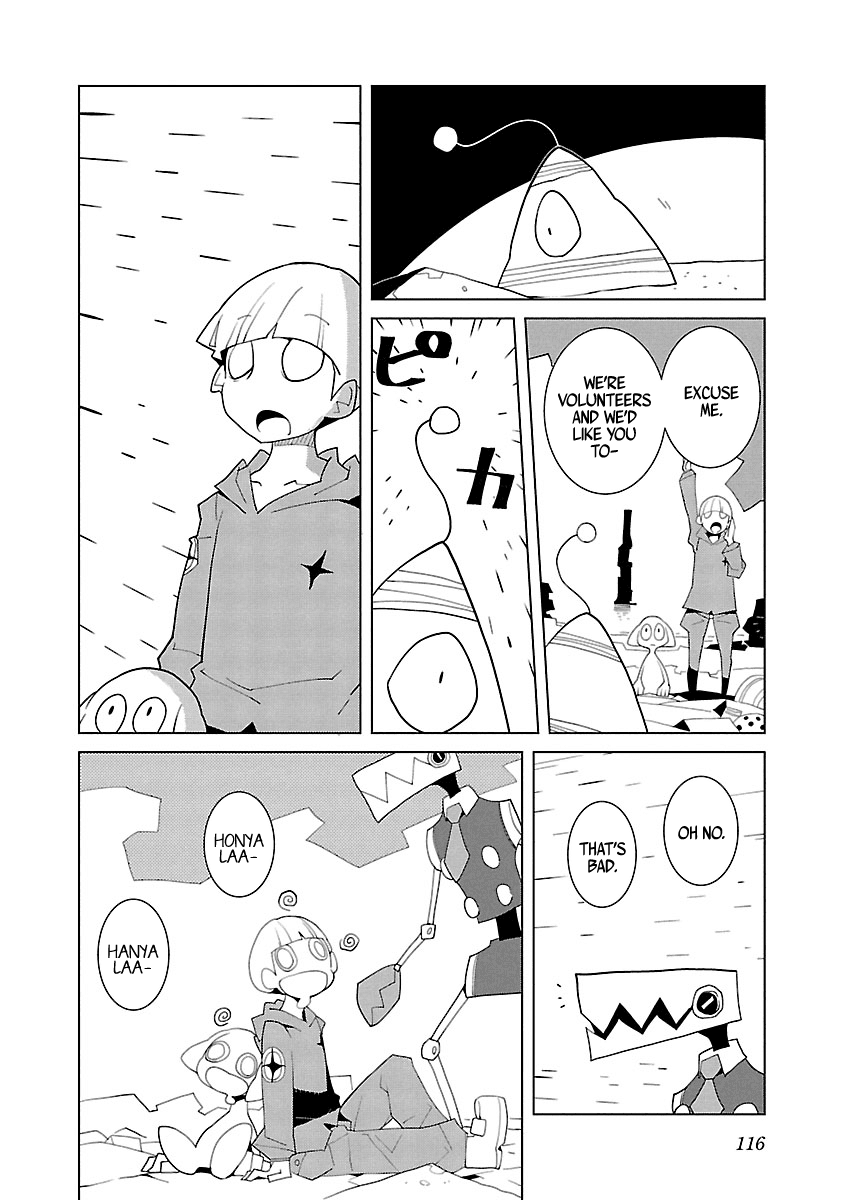 EXCUSE
ME.
WE'RE
VOLUNTEERS
AND WE'D
LIKE YOU
TO-
ピ
カ
OH NO.
THAT'S
BAD.
HONYA
LAA-
HANYA
LAA-
116